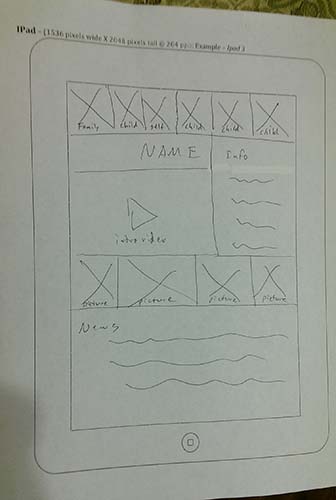 IPad - (1536 pixels wide X 2048 pixels tall @ 264 ppi) Example - Ipad 3
Family child child child child
NAME Info
intro video
picture picture picture picture
News